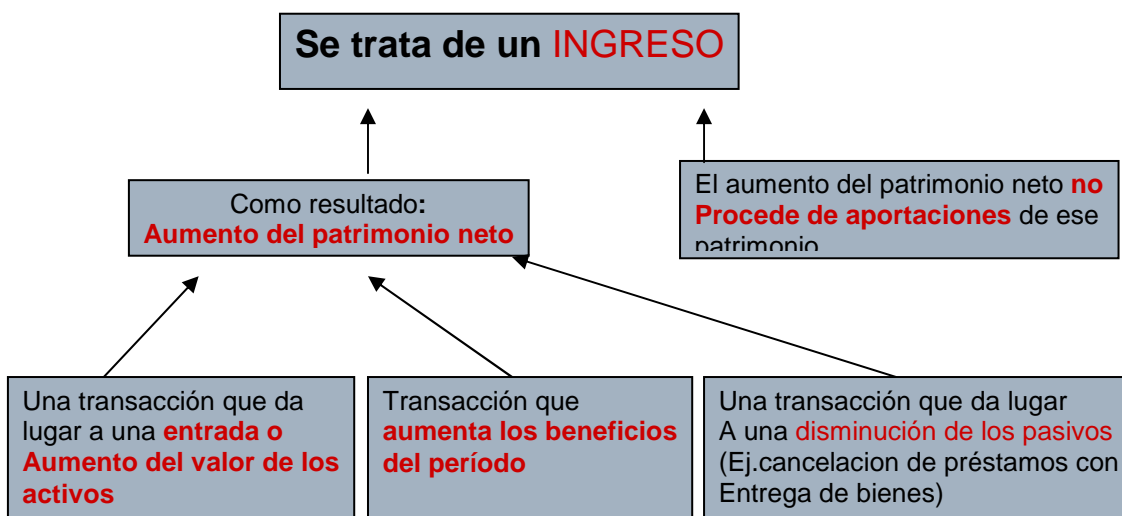 Se trata de un INGRESO
Como resultado:
Aumento del patrimonio neto
El aumento del patrimonio neto no
Procede de aportaciones de ese
patrimonio
Una transacción que da
lugar a una entrada o
Aumento del valor de los
activos
Transacción que
aumenta los beneficios
del período
Una transacción que da lugar
A una disminución de los pasivos
(Ej.cancelacion de préstamos con
Entrega de bienes)